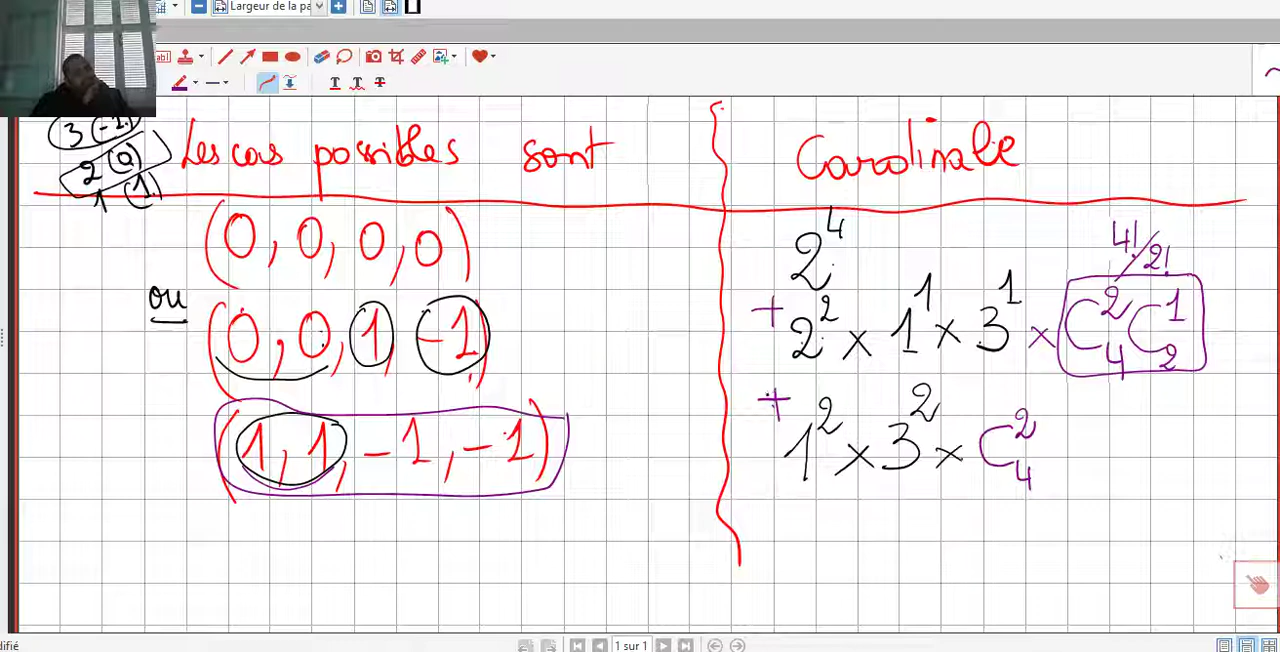 Largeur de la pa
3 (-1)
2 (0)
1 (1)
Les cas possibles sont
Cardinale
(0, 0, 0, 0)
2^4
ou
(0, 0, 1, -1)
+ 2^2 × 1^1 × 3^1 × C_4^2 C_2^1
4!/2!
(1, 1, -1, -1)
+ 1^2 × 3^2 × C_4^2
1 sur 1
difié